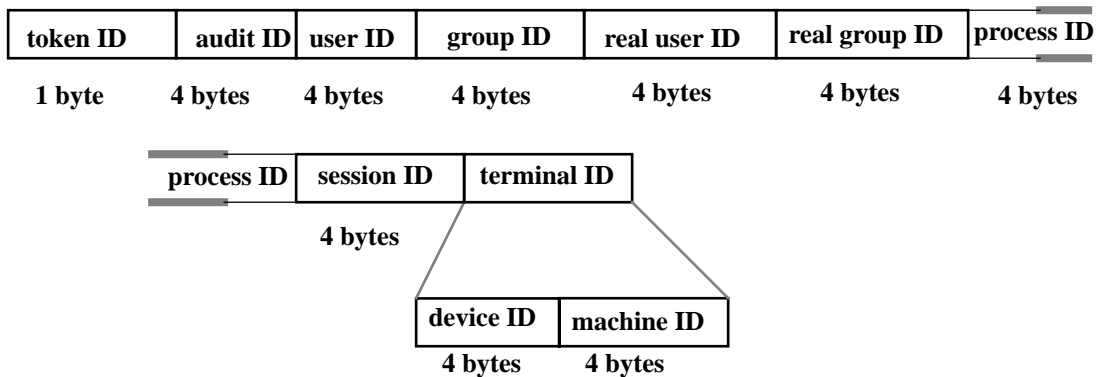 token ID audit ID user ID group ID real user ID real group ID process ID
1 byte 4 bytes 4 bytes 4 bytes 4 bytes 4 bytes 4 bytes
process ID session ID terminal ID
4 bytes
device ID machine ID
4 bytes 4 bytes